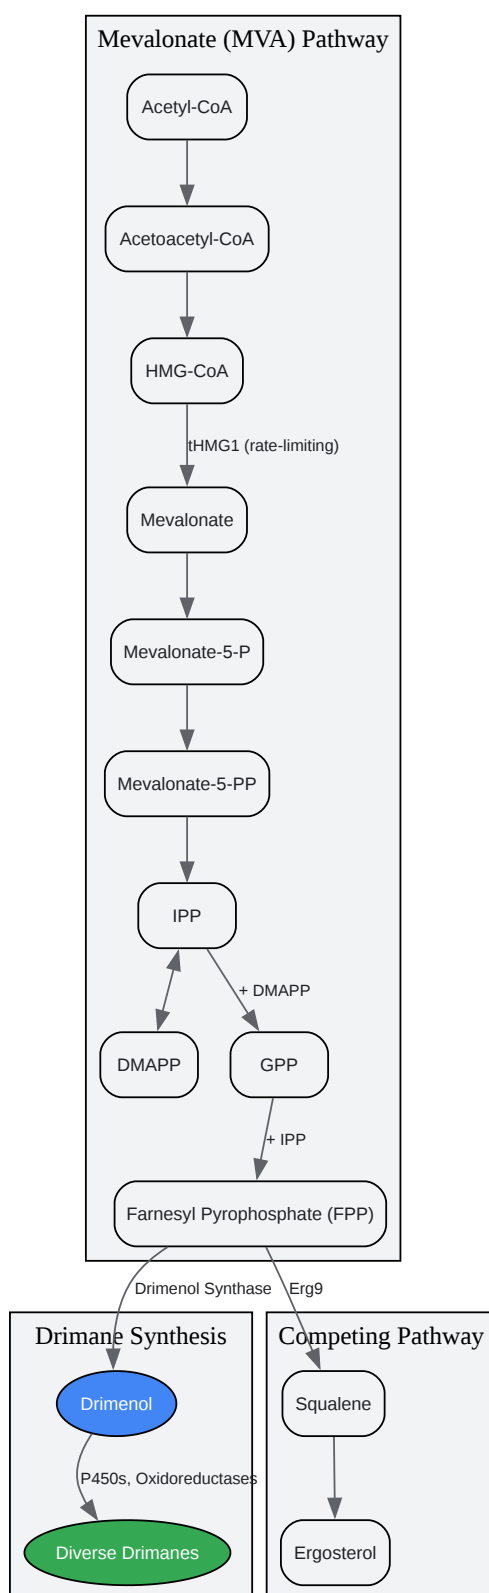 Mevalonate (MVA) Pathway
Acetyl-CoA
Acetoacetyl-CoA
HMG-CoA
tHMG1 (rate-limiting)
Mevalonate
Mevalonate-5-P
Mevalonate-5-PP
IPP
+ DMAPP
DMAPP
GPP
+ IPP
Farnesyl Pyrophosphate (FPP)
Drimenol Synthase
Erg9
Drimane Synthesis
Competing Pathway
Drimenol
Squalene
P450s, Oxidoreductases
Diverse Drimanes
Ergosterol